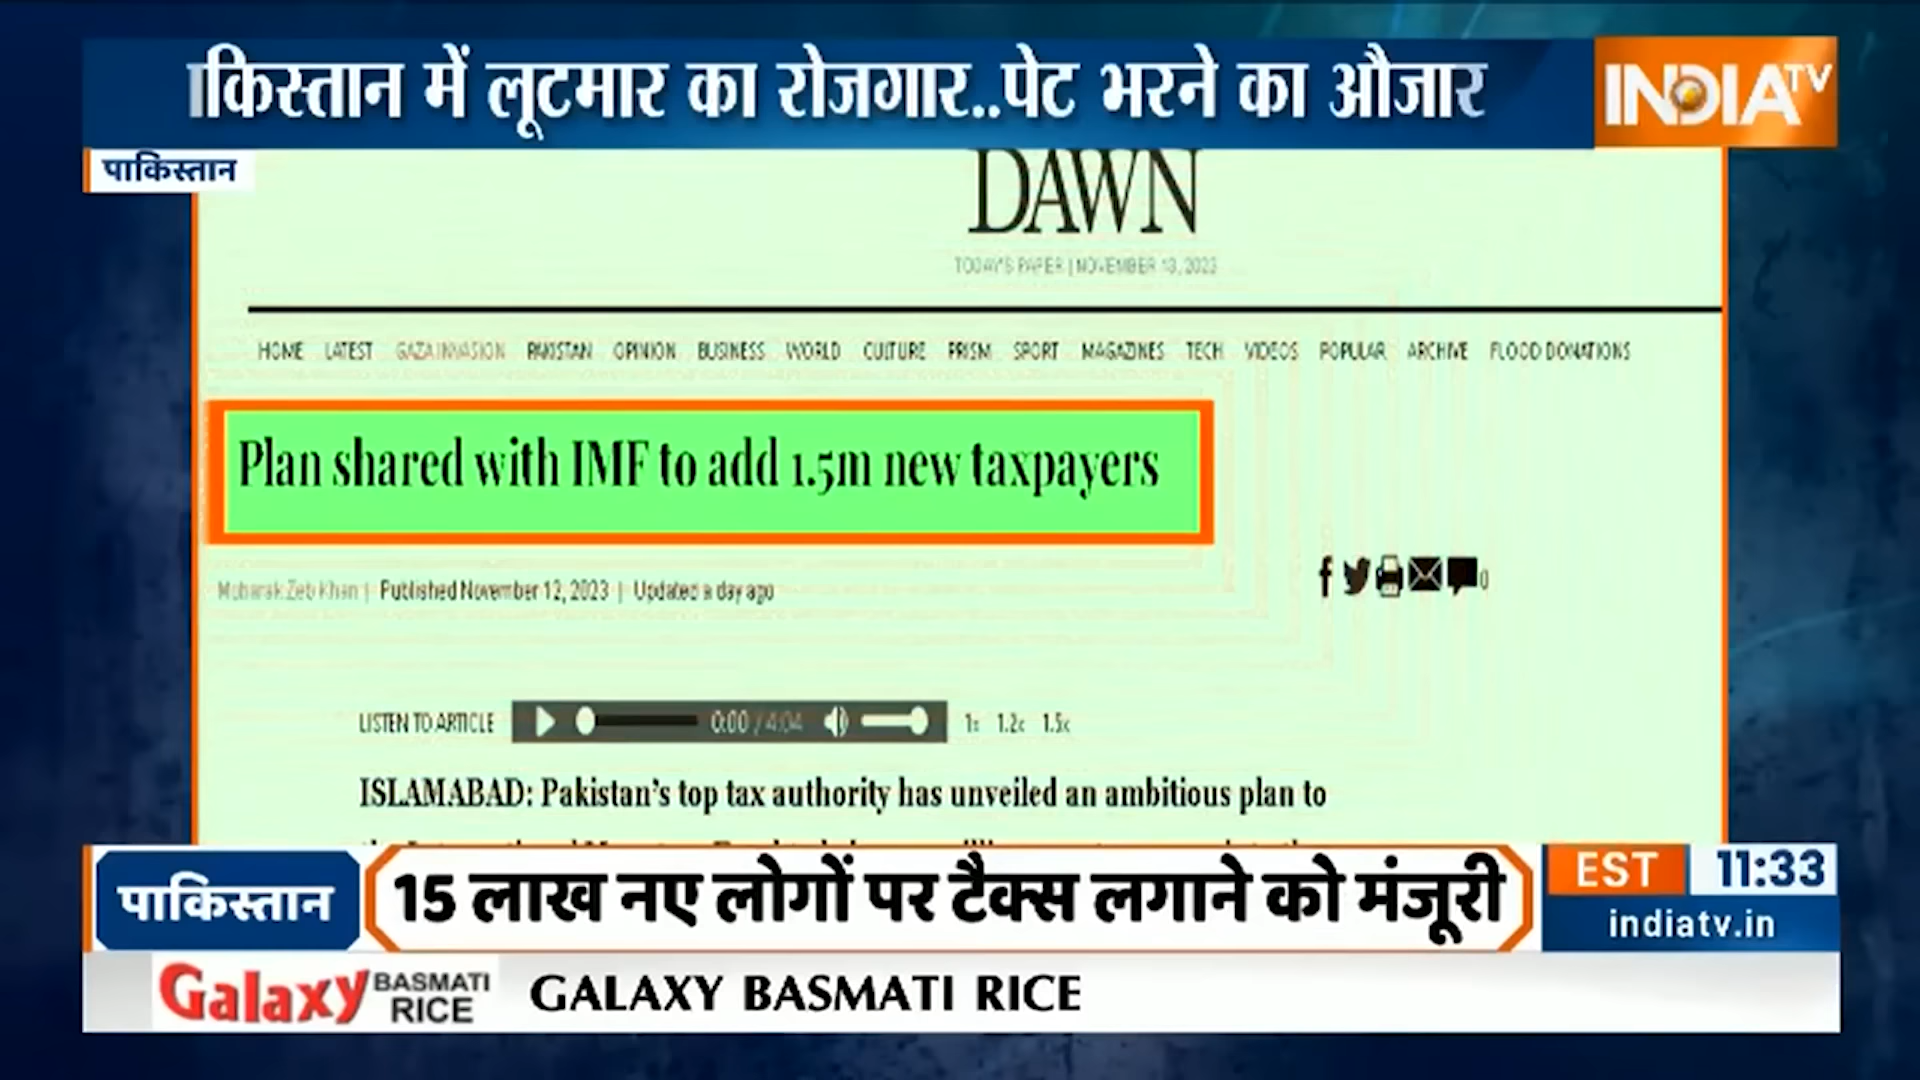 ाकिस्तान में लूटमार का रोजगार..पेट भरने का औजार
INDIA TV
पाकिस्तान
DAWN
TODAY'S PAPER | NOVEMBER 13, 2023
HOME LATEST GAZA INVASION PAKISTAN OPINION BUSINESS WORLD CULTURE PRISM SPORT MAGAZINES TECH VIDEOS POPULAR ARCHIVE FLOOD DONATIONS
Plan shared with IMF to add 1.5m new taxpayers
Mubarak Zeb Khan | Published November 12, 2023 | Updated a day ago
0
LISTEN TO ARTICLE 0:00 / 4:04 1x 1.2x 1.5x
ISLAMABAD: Pakistan's top tax authority has unveiled an ambitious plan to
पाकिस्तान 15 लाख नए लोगों पर टैक्स लगाने को मंजूरी
EST 11:33
indiatv.in
Galaxy BASMATI RICE GALAXY BASMATI RICE